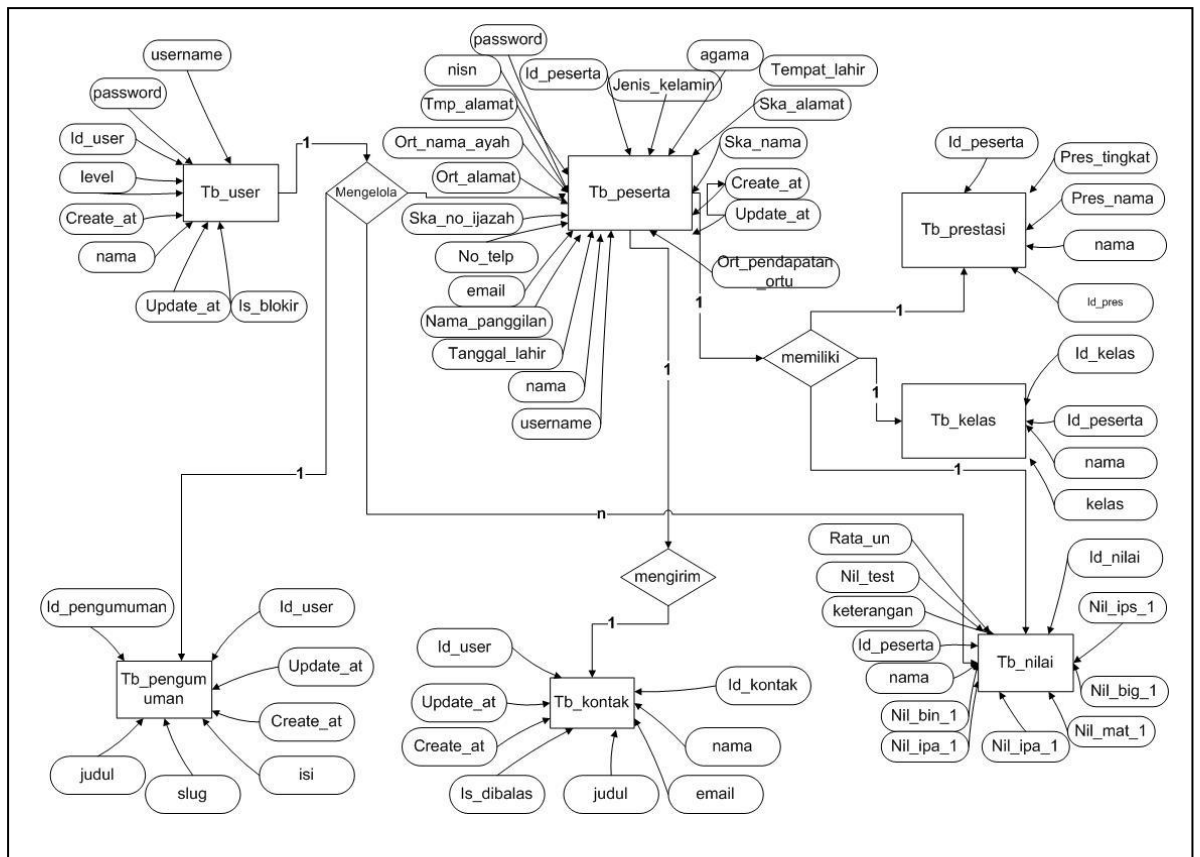 username
password
Id_user
level
Create_at
nama
Update_at
Is_blokir
Tb_user
1
Mengelola
password
nisn
Tmp_alamat
Ort_nama_ayah
Ort_alamat
Ska_no_ijazah
No_telp
email
Nama_panggilan
Tanggal_lahir
nama
username
Id_peserta
Jenis_kelamin
agama
Tempat_lahir
Ska_alamat
Ska_nama
Create_at
Update_at
Ort_pendapatan
_ortu
Tb_peserta
1
1
memiliki
1
Id_peserta
Pres_tingkat
Pres_nama
nama
Id_pres
Tb_prestasi
1
Id_kelas
Id_peserta
nama
kelas
Tb_kelas
1
1
n
mengirim
1
Id_pengumuman
Id_user
Update_at
Create_at
isi
slug
judul
Tb_pengum
uman
Id_user
Update_at
Create_at
Is_dibalas
judul
email
nama
Id_kontak
Tb_kontak
Rata_un
Nil_test
keterangan
Id_peserta
nama
Nil_bin_1
Nil_ipa_1
Nil_ipa_1
Nil_mat_1
Nil_big_1
Nil_ips_1
Id_nilai
Tb_nilai